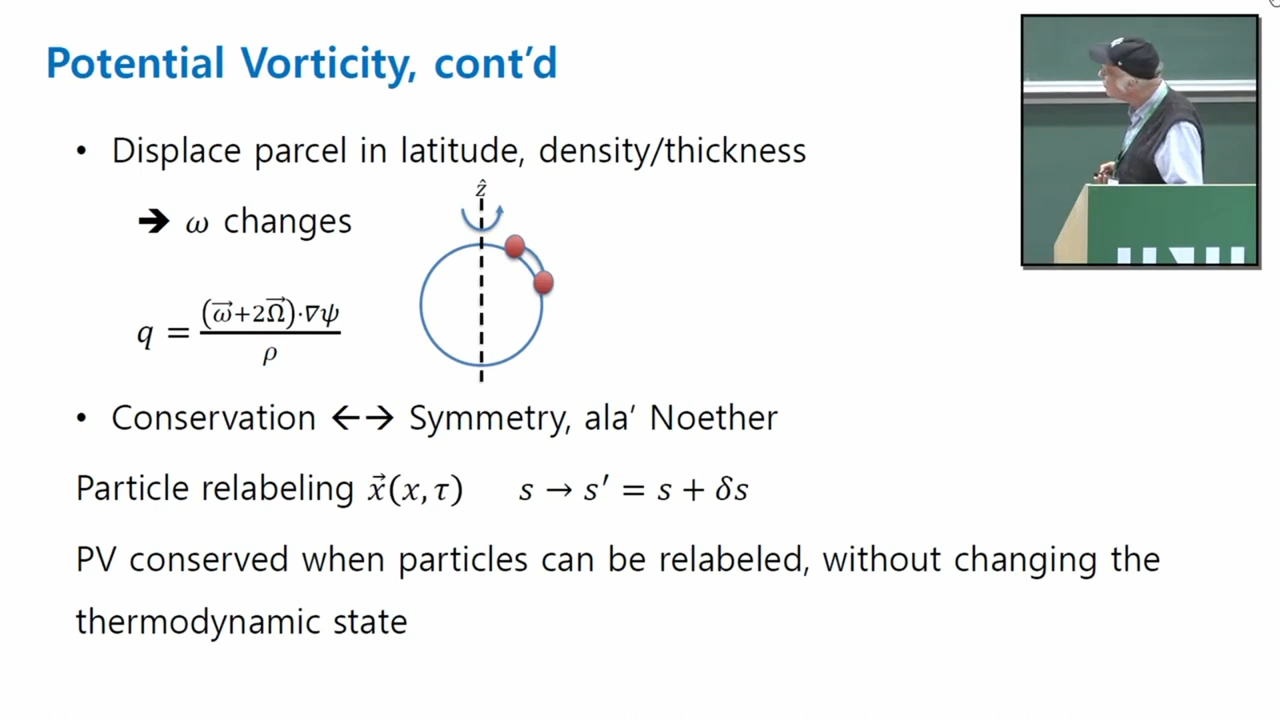 Potential Vorticity, cont'd
• Displace parcel in latitude, density/thickness
➔ ω changes
ẑ
q = ((ω⃗+2Ω⃗)·∇ψ)/ρ
• Conservation ←→ Symmetry, ala' Noether
Particle relabeling x⃗(x, τ) s → s′ = s + δs
PV conserved when particles can be relabeled, without changing the
thermodynamic state